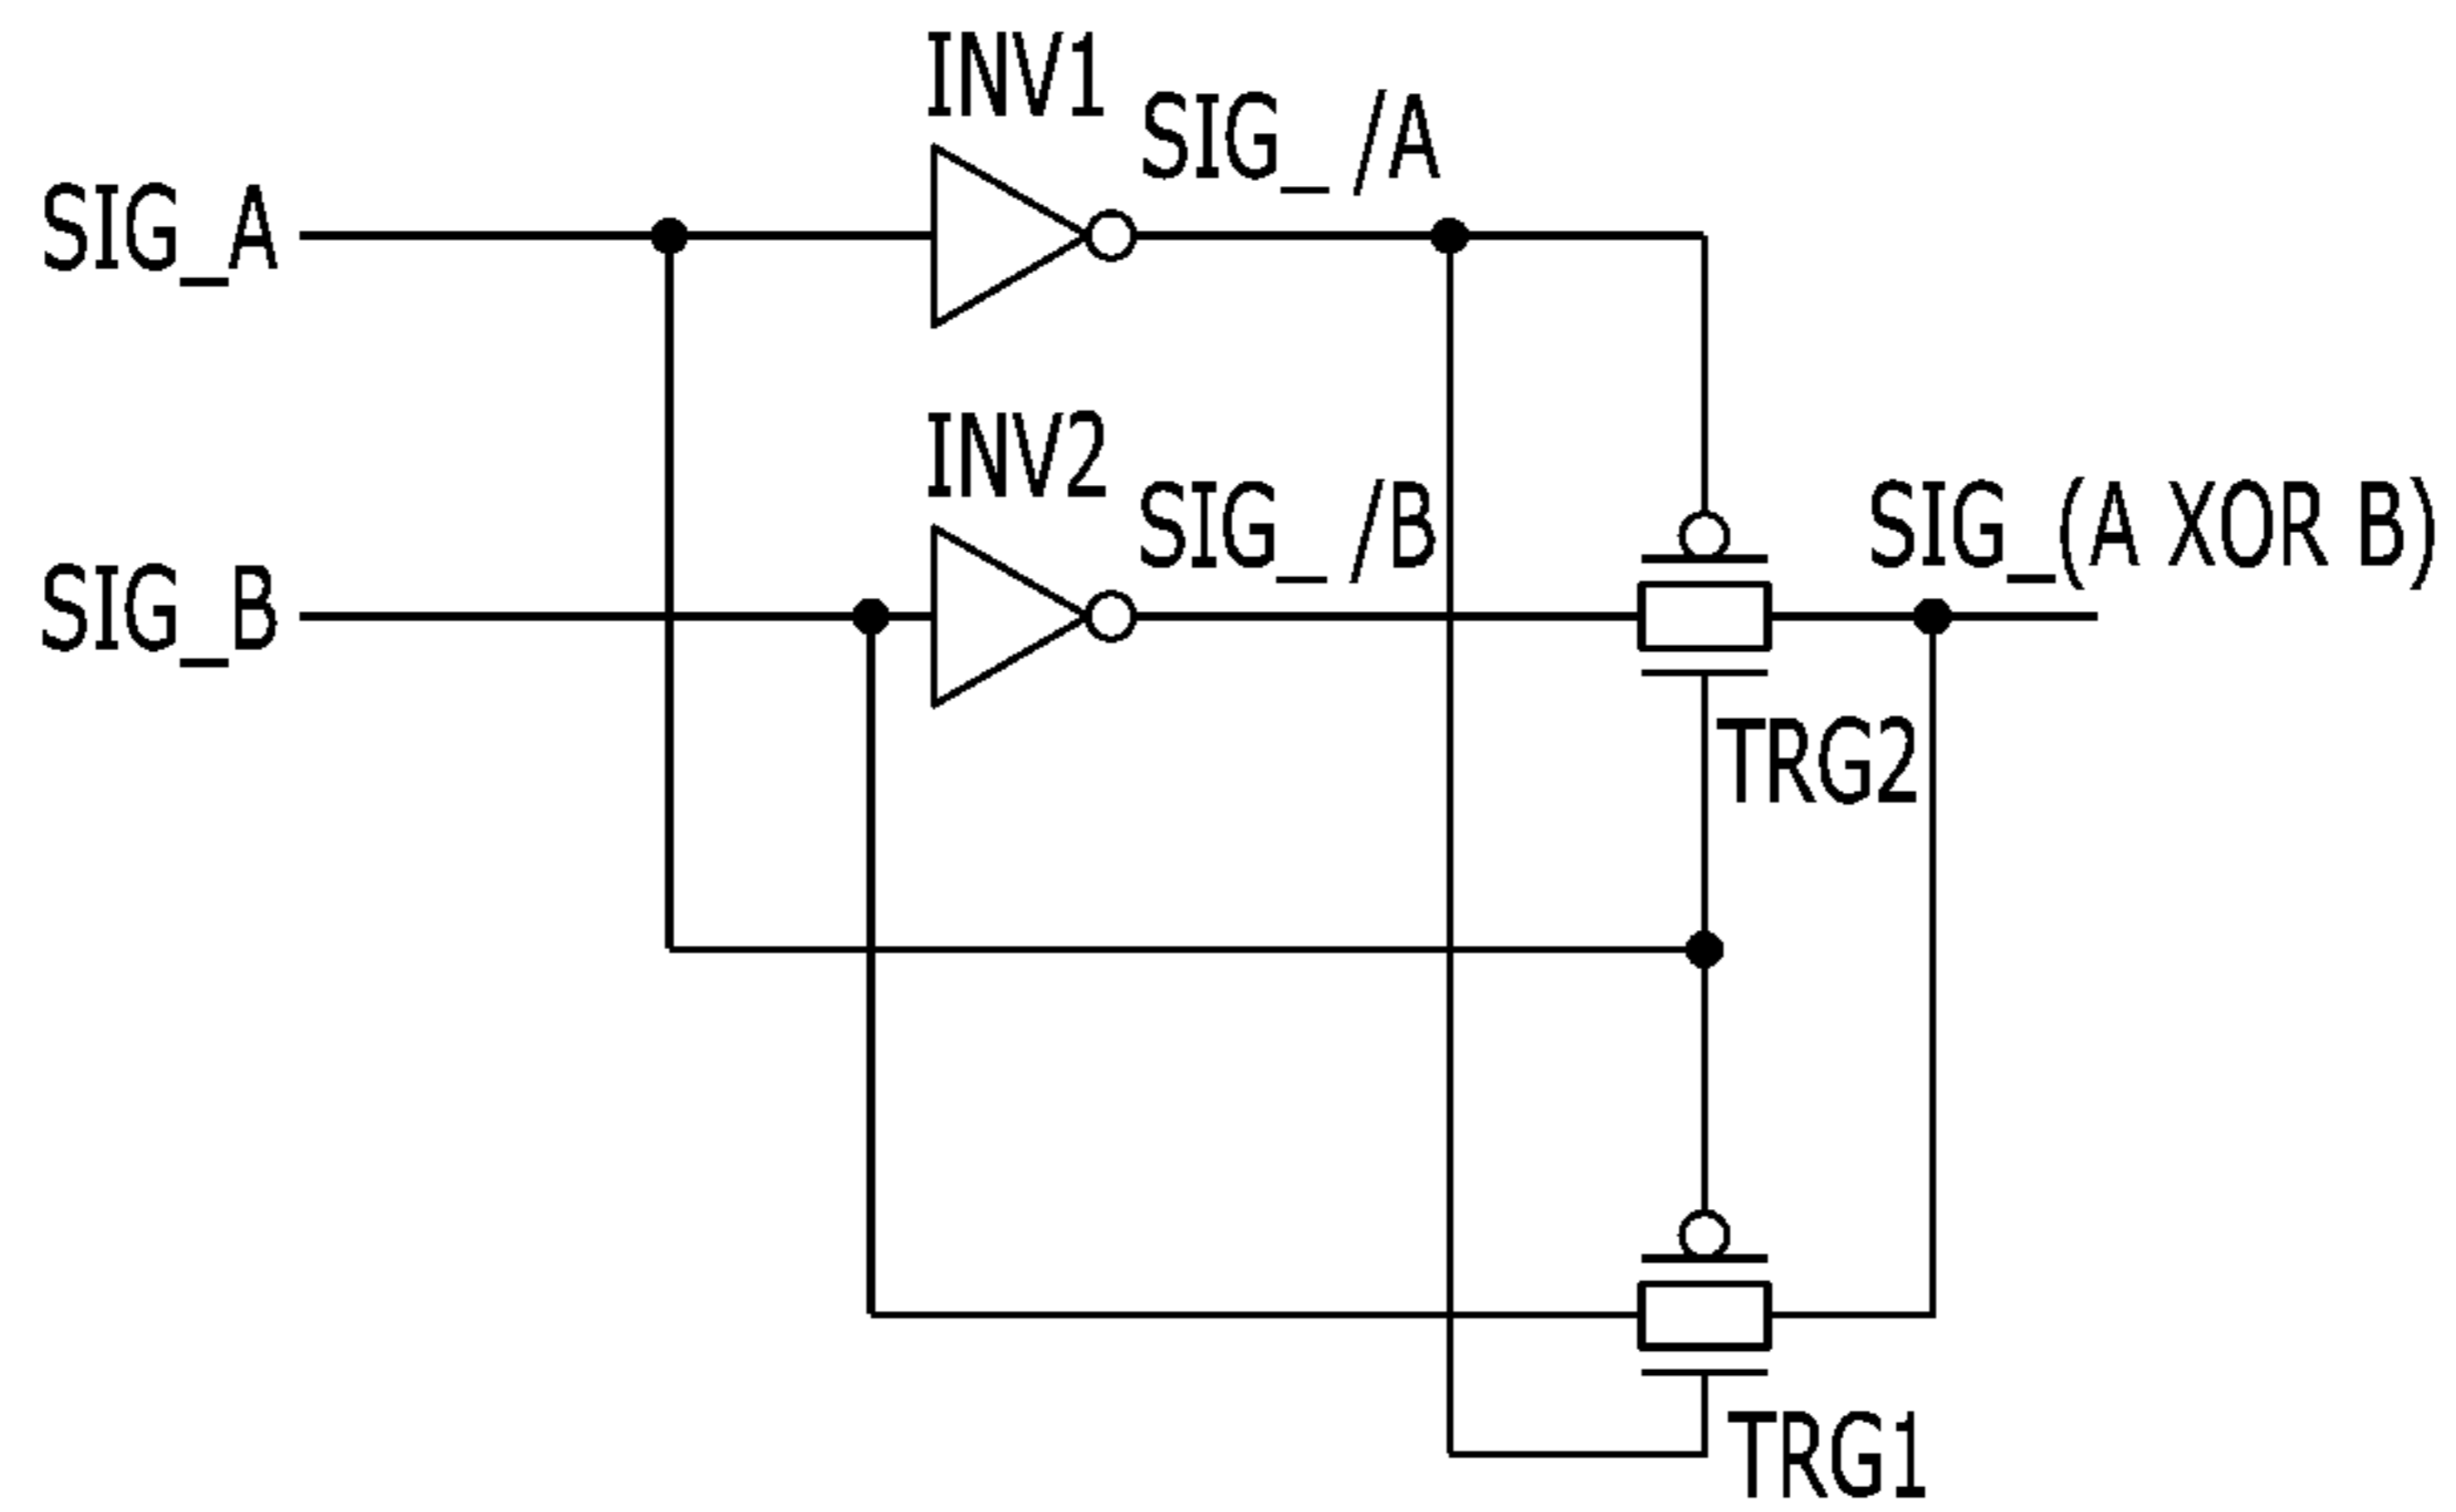 INV1
SIG_ /A
SIG_A
INV2
SIG_ /B
SIG_(A XOR B)
SIG_B
TRG2
TRG1